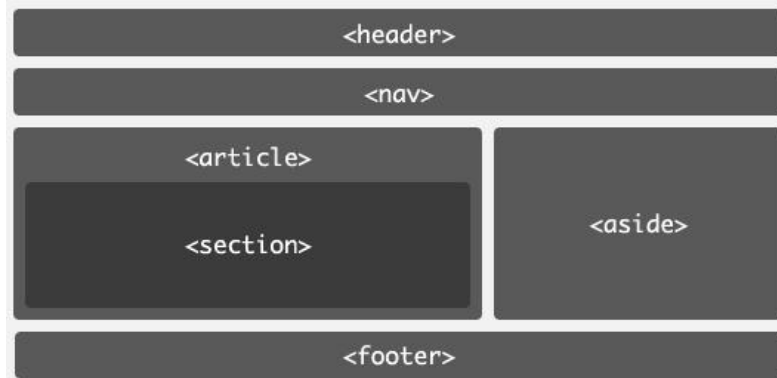 <header>
<nav>
<article>
<section>
<aside>
<footer>